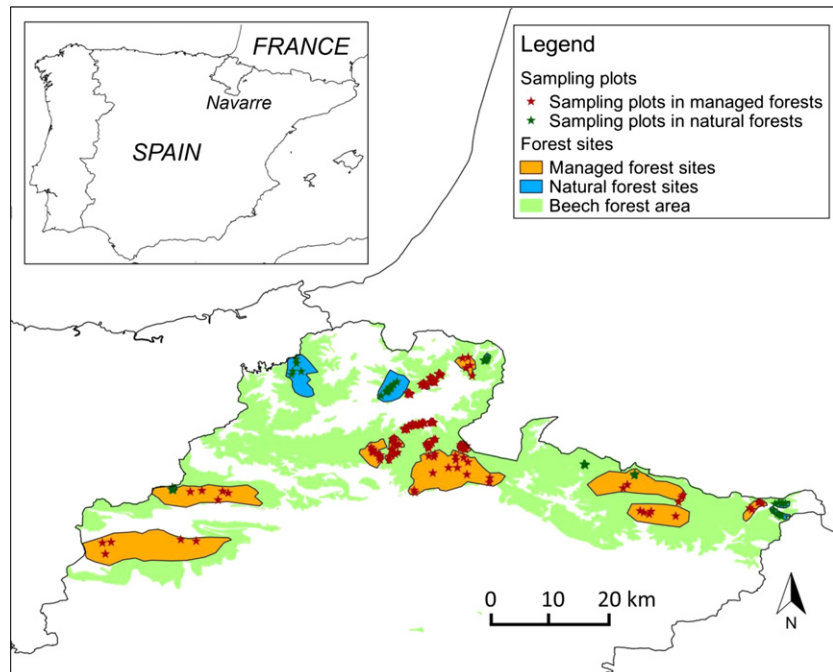 FRANCE
Navarre
SPAIN
Legend
Sampling plots
Sampling plots in managed forests
Sampling plots in natural forests
Forest sites
Managed forest sites
Natural forest sites
Beech forest area
0 10 20 km
N